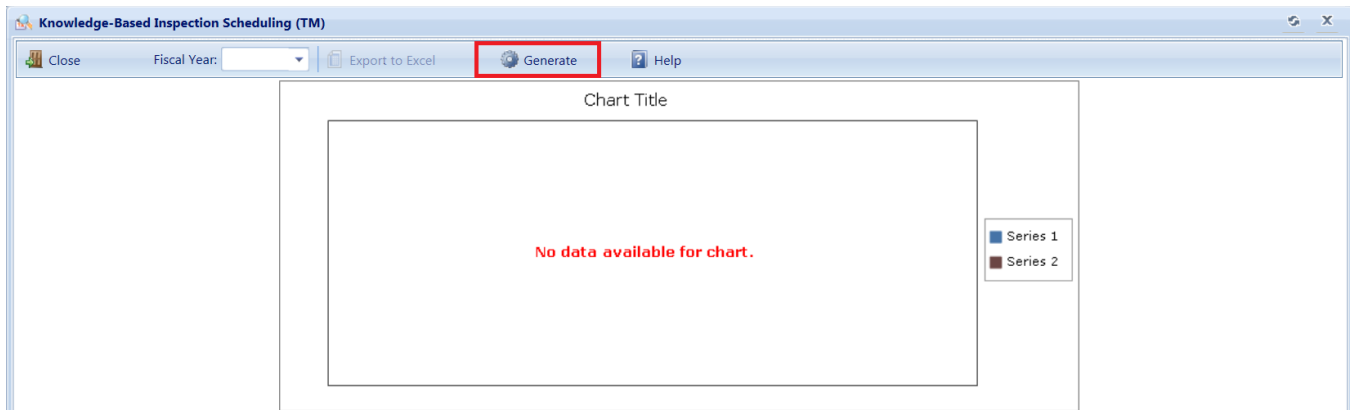 Knowledge-Based Inspection Scheduling (TM)
Close Fiscal Year: Export to Excel Generate Help
Chart Title
No data available for chart.
Series 1
Series 2